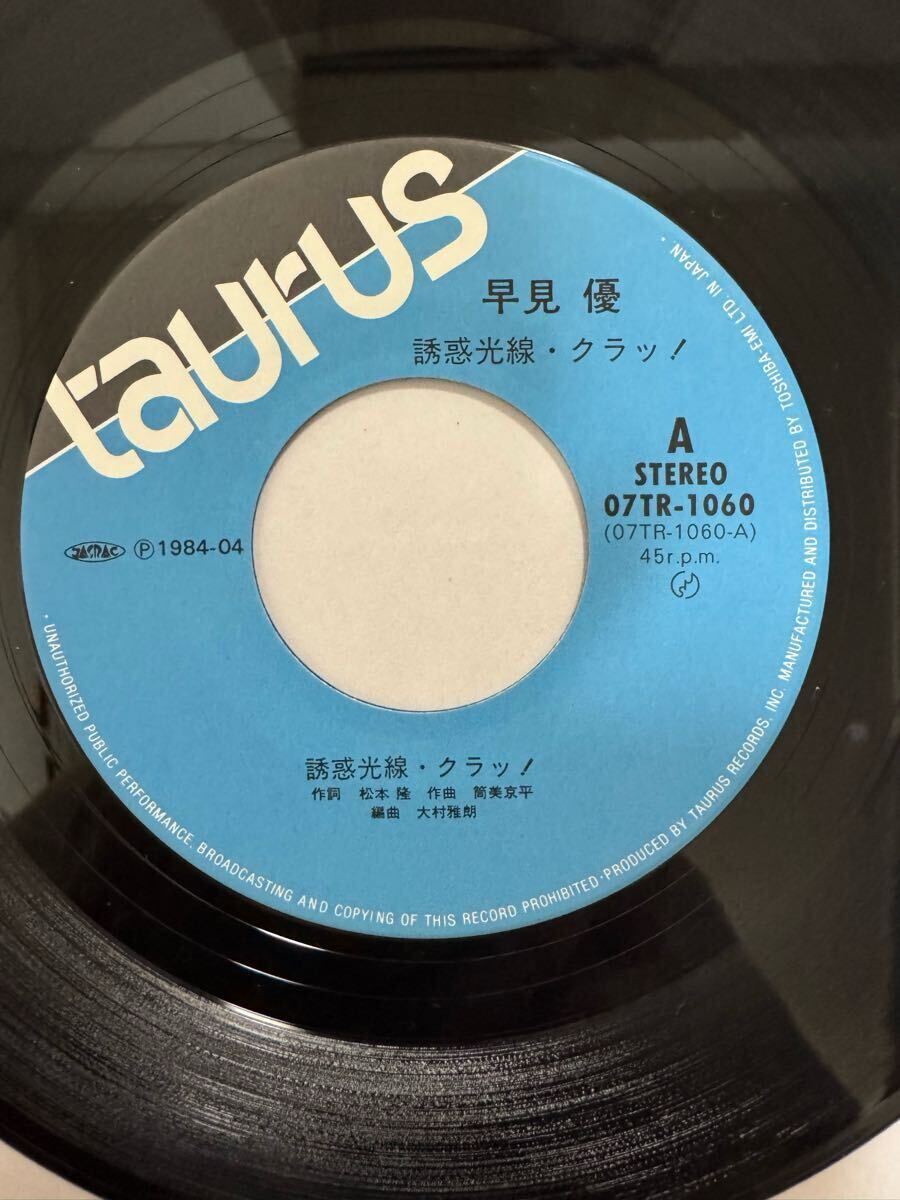 taurus
早見 優
誘惑光線・クラッ!
A
STEREO
07TR-1060
(07TR-1060-A)
45r.p.m.
JASRAC Ⓟ1984-04
誘惑光線・クラッ!
作詞 松本 隆 作曲 筒美京平
編曲 大村雅朗
・UNAUTHORIZED PUBLIC PERFORMANCE, BROADCASTING AND COPYING OF THIS RECORD PROHIBITED・PRODUCED BY TAURUS RECORDS, INC. MANUFACTURED AND DISTRIBUTED BY TOSHIBA-EMI LTD. IN JAPAN・